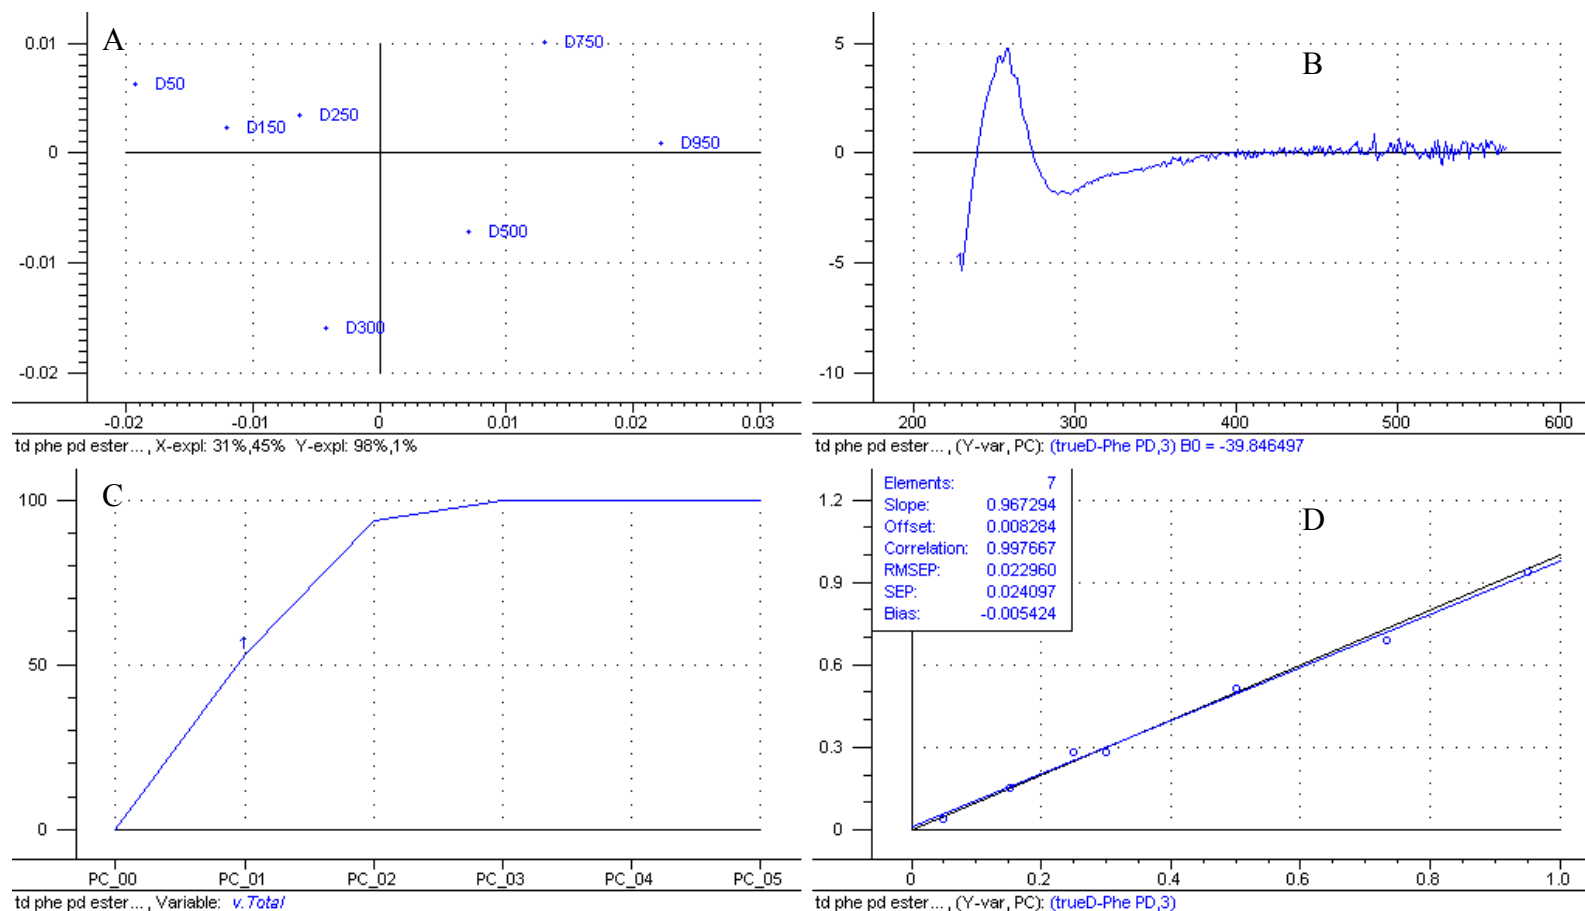 A
0.01
0
-0.01
-0.02
D750
D50
D250
D150
D950
D500
D300
-0.02 -0.01 0 0.01 0.02 0.03
td phe pd ester..., X-expl: 31%,45% Y-expl: 98%,1%
B
5
0
-5
-10
200 300 400 500 600
td phe pd ester..., (Y-var, PC): (trueD-Phe PD,3) B0 = -39.846497
C
100
50
0
PC_00 PC_01 PC_02 PC_03 PC_04 PC_05
td phe pd ester..., Variable: v.Total
Elements: 7
Slope: 0.967294
Offset: 0.008284
Correlation: 0.997667
RMSEP: 0.022960
SEP: 0.024097
Bias: -0.005424
D
1.2
0.9
0.6
0.3
0
0 0.2 0.4 0.6 0.8 1.0
td phe pd ester..., (Y-var, PC): (trueD-Phe PD,3)